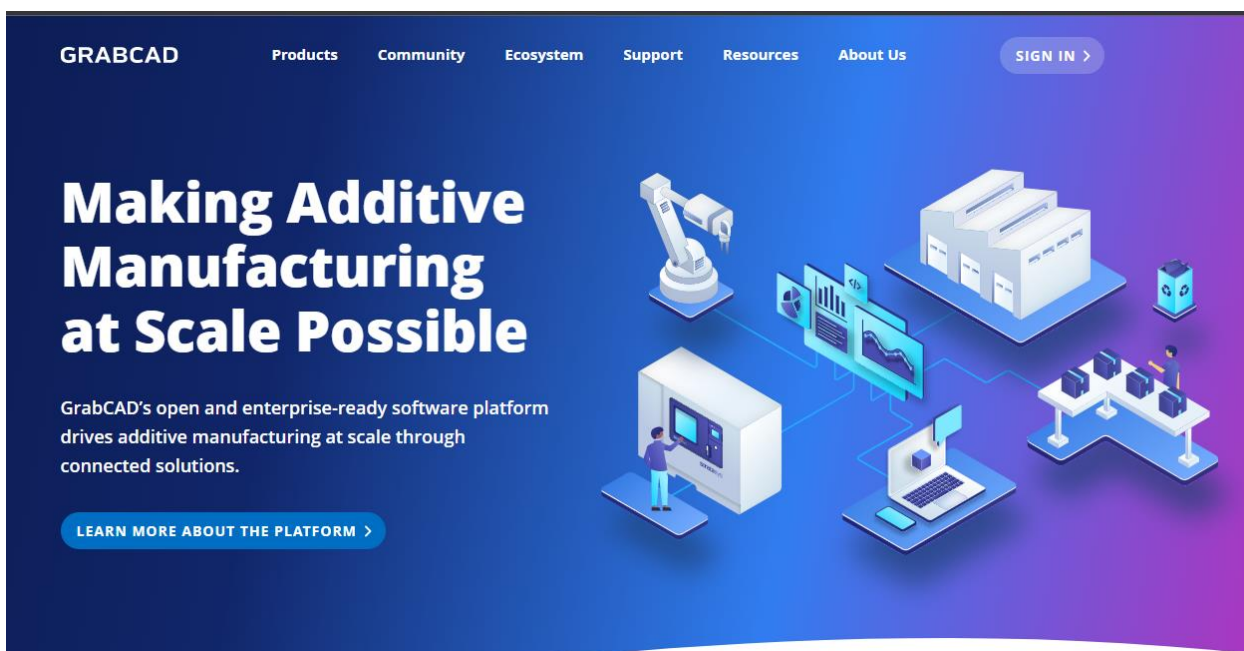 GRABCAD
Products Community Ecosystem Support Resources About Us
SIGN IN >
Making Additive
Manufacturing
at Scale Possible
GrabCAD’s open and enterprise-ready software platform
drives additive manufacturing at scale through
connected solutions.
LEARN MORE ABOUT THE PLATFORM >
</>